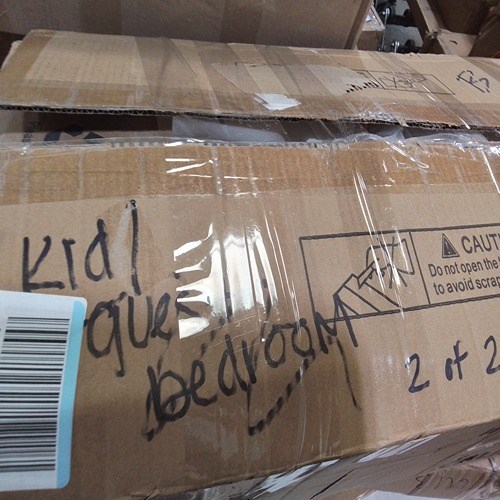 Kid/
guest
bedroom
CAUTI
Do not open the
to avoid scrap
2 of 2